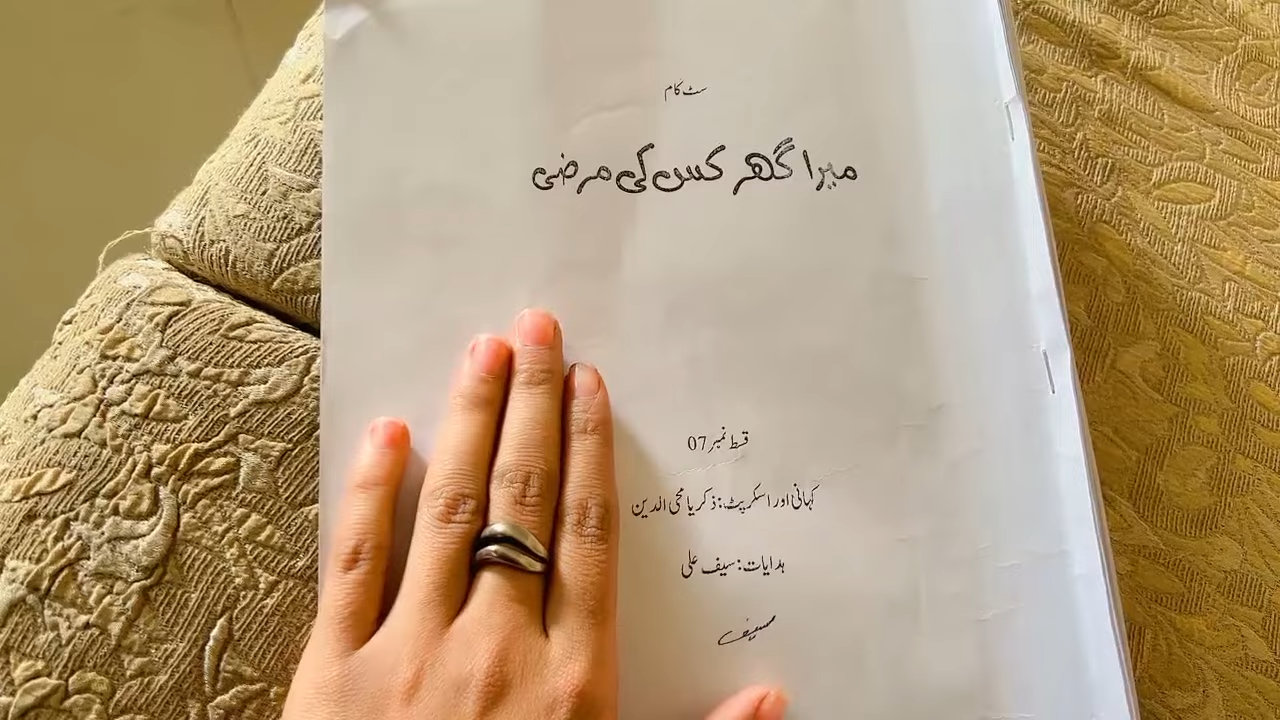 سٹ کام
میرا گھر کس کی مرضی
قسط نمبر 07
کہانی اور اسکرپٹ: ذکریا محی الدین
ہدایات: سیف علی
سیف